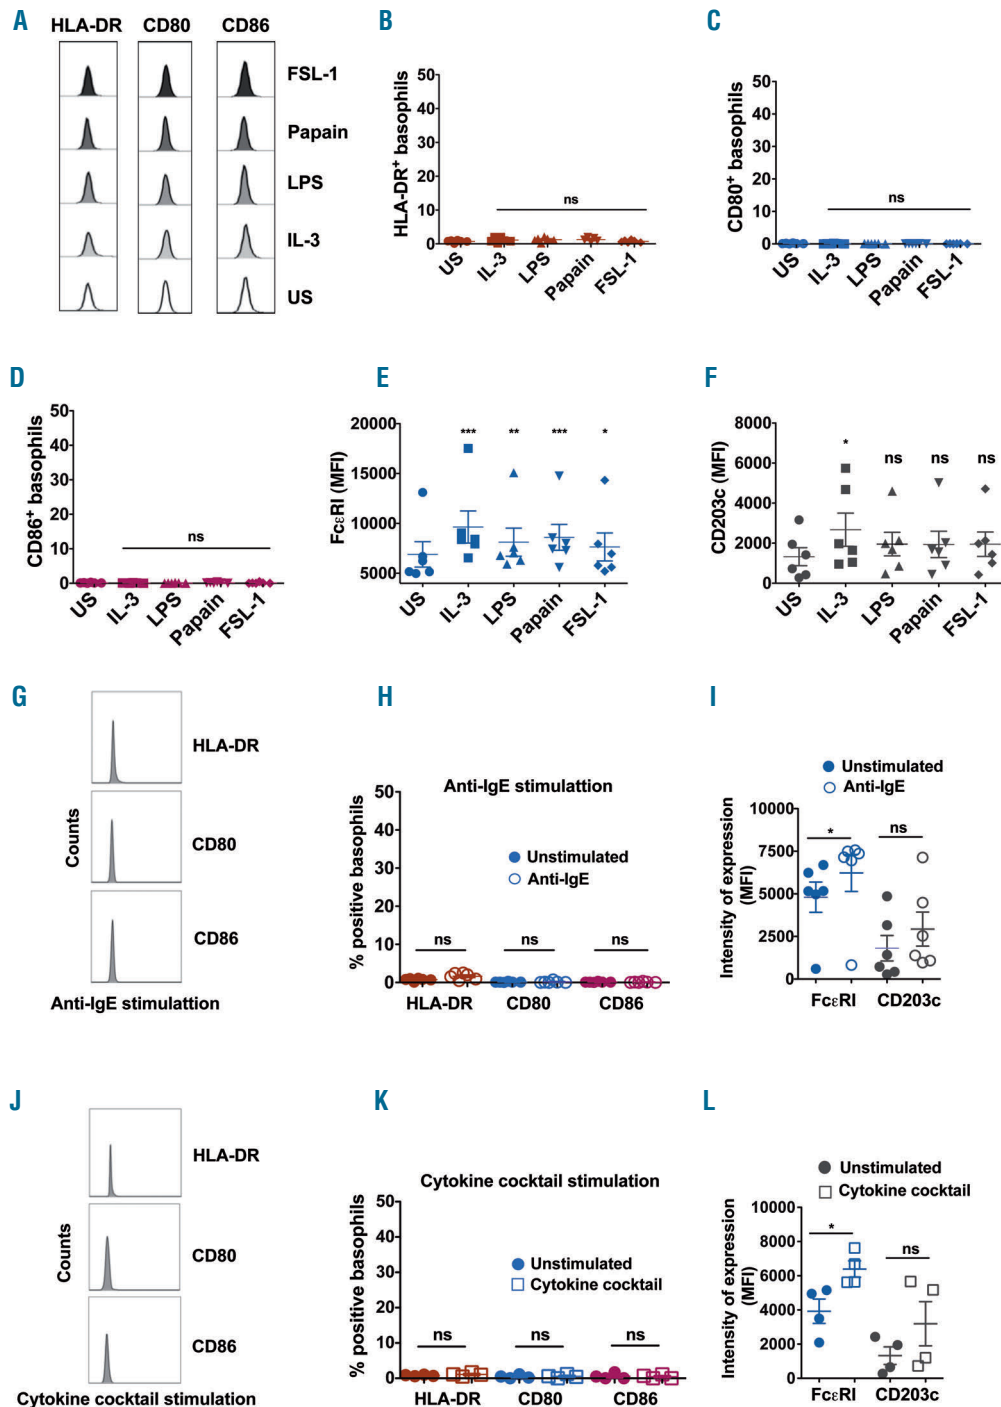 A
HLA-DR CD80 CD86
FSL-1
Papain
LPS
IL-3
US
B
HLA-DR+ basophils
50
40
30
20
10
0
ns
US IL-3 LPS Papain FSL-1
C
CD80+ basophils
50
40
30
20
10
0
ns
US IL-3 LPS Papain FSL-1
D
CD86+ basophils
50
40
30
20
10
0
ns
US IL-3 LPS Papain FSL-1
E
FcεRI (MFI)
20000
15000
10000
5000
*** ** *** *
US IL-3 LPS Papain FSL-1
F
CD203c (MFI)
8000
6000
4000
2000
0
* ns ns ns
US IL-3 LPS Papain FSL-1
G
Counts
HLA-DR
CD80
CD86
Anti-IgE stimulattion
H
Anti-IgE stimulattion
% positive basophils
50
40
30
20
10
0
Unstimulated
Anti-IgE
ns ns ns
HLA-DR CD80 CD86
I
Unstimulated
Anti-IgE
Intensity of expression
(MFI)
10000
7500
5000
2500
0
* ns
FcεRI CD203c
J
Counts
HLA-DR
CD80
CD86
Cytokine cocktail stimulation
K
Cytokine cocktail stimulation
% positive basophils
50
40
30
20
10
0
Unstimulated
Cytokine cocktail
ns ns ns
HLA-DR CD80 CD86
L
Unstimulated
Cytokine cocktail
Intensity of expression
(MFI)
10000
8000
6000
4000
2000
0
* ns
FcεRI CD203c